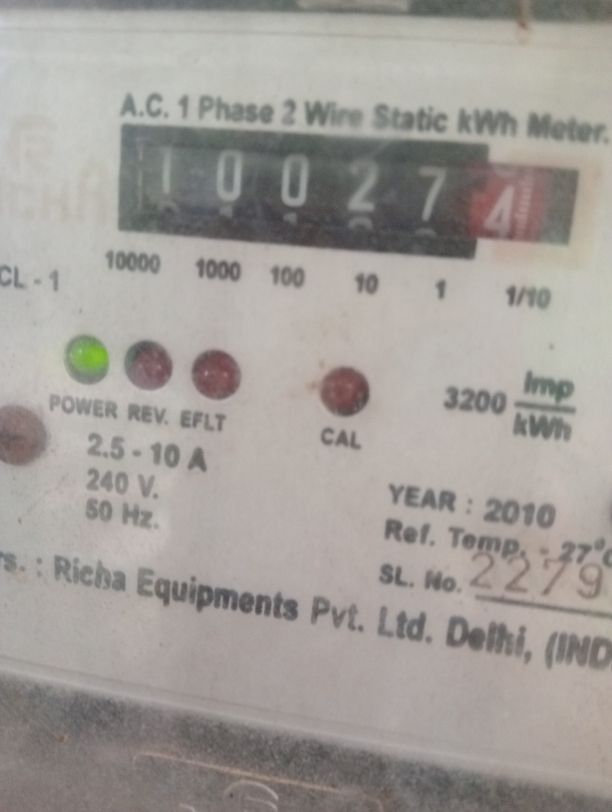 A.C. 1 Phase 2 Wire Static kWh Meter.
1 0 0 2 7 4
10000 1000 100 10 1 1/10
CL - 1
POWER REV. EFLT
CAL
3200 Imp/kWh
2.5 - 10 A
240 V.
50 Hz.
YEAR : 2010
Ref. Temp. - 27°C
SL. No. 2279
rs. : Richa Equipments Pvt. Ltd. Delhi, (IND